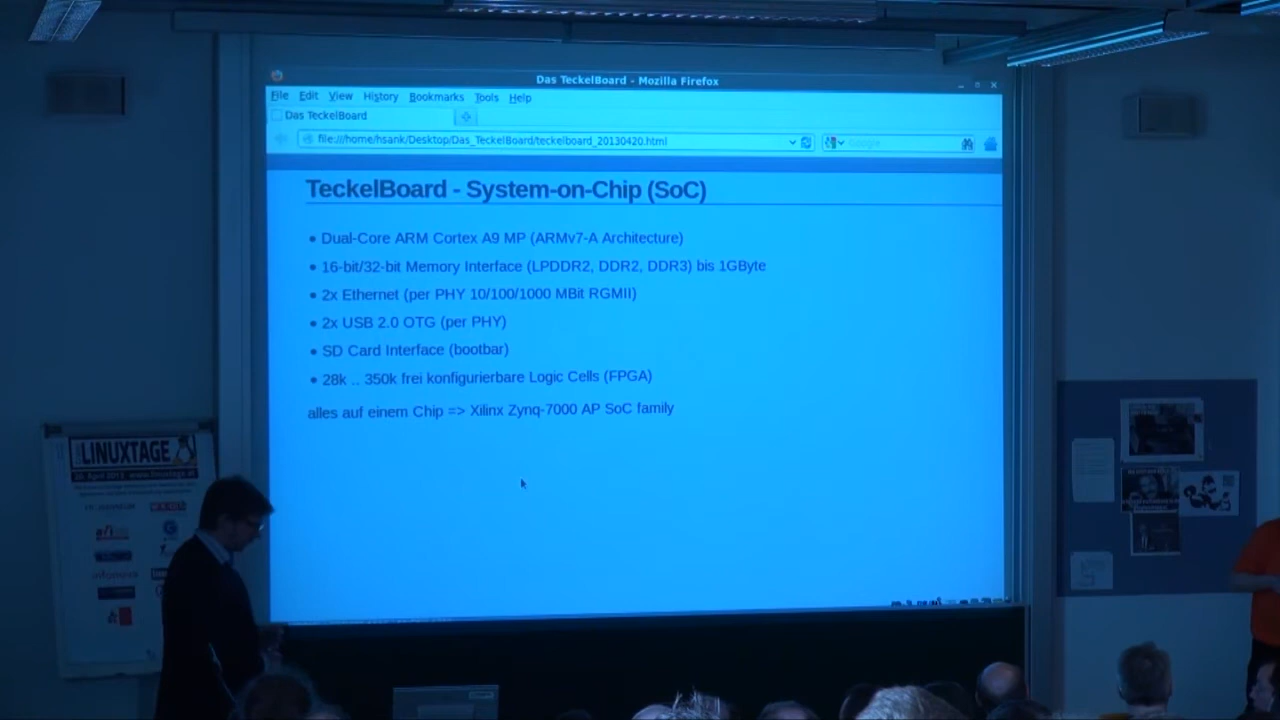 Das TeckelBoard - Mozilla Firefox
File Edit View History Bookmarks Tools Help
Das TeckelBoard
file:///home/hsank/Desktop/Das_TeckelBoard/teckelboard_20130420.html
Google
TeckelBoard - System-on-Chip (SoC)
• Dual-Core ARM Cortex A9 MP (ARMv7-A Architecture)
• 16-bit/32-bit Memory Interface (LPDDR2, DDR2, DDR3) bis 1GByte
• 2x Ethernet (per PHY 10/100/1000 MBit RGMII)
• 2x USB 2.0 OTG (per PHY)
• SD Card Interface (bootbar)
• 28k .. 350k frei konfigurierbare Logic Cells (FPGA)
alles auf einem Chip => Xilinx Zynq-7000 AP SoC family
LINUXTAGE